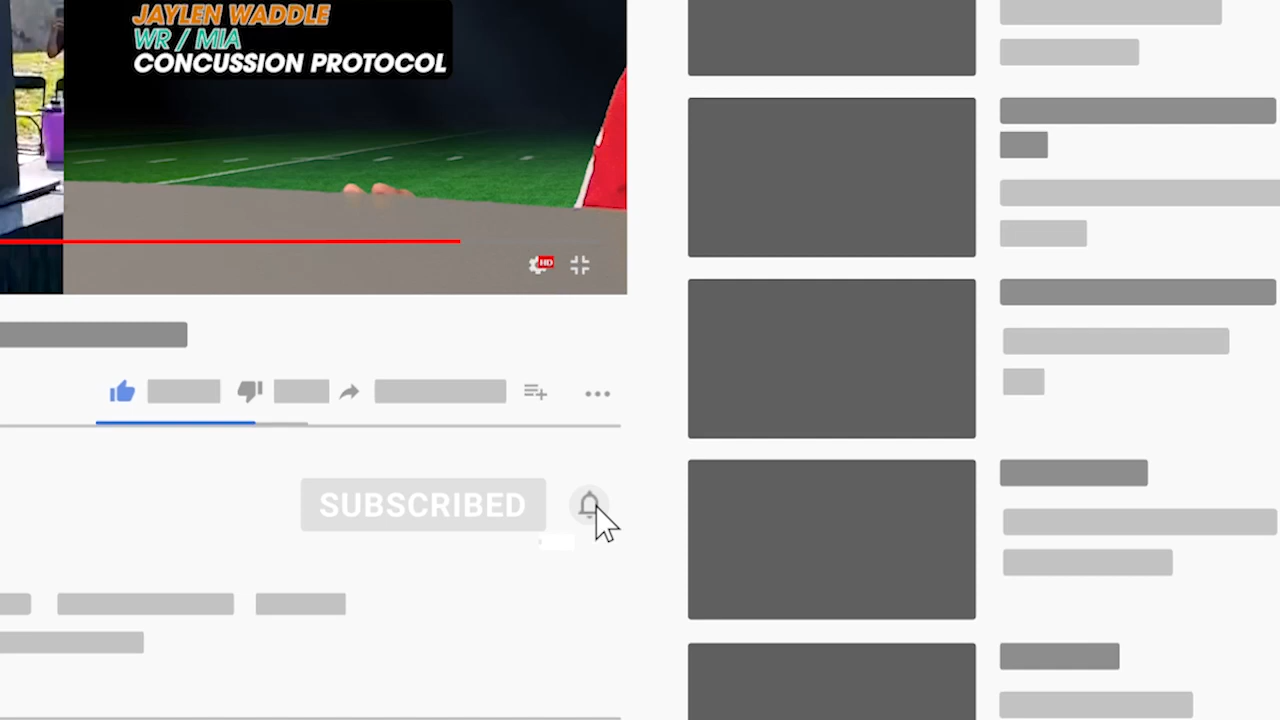 JAYLEN WADDLE
WR / MIA
CONCUSSION PROTOCOL
HD
SUBSCRIBED